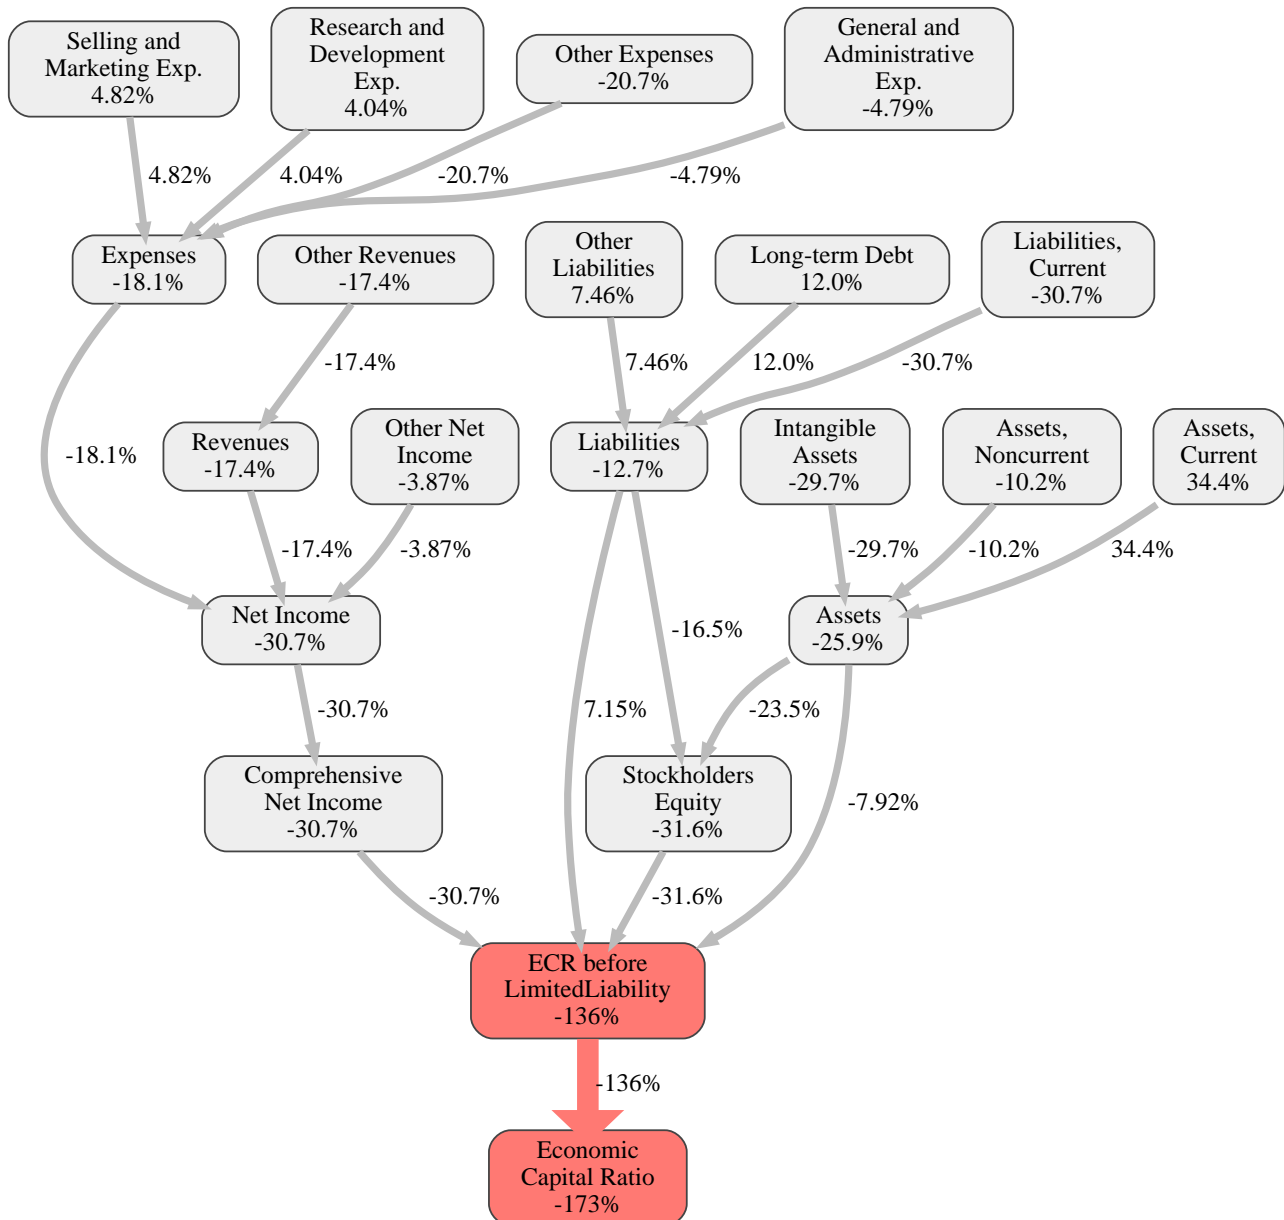 Selling and
Marketing Exp.
4.82%
Research and
Development
Exp.
4.04%
Other Expenses
-20.7%
General and
Administrative
Exp.
-4.79%
4.82%
4.04%
-20.7%
-4.79%
Expenses
-18.1%
Other Revenues
-17.4%
Other
Liabilities
7.46%
Long-term Debt
12.0%
Liabilities,
Current
-30.7%
-17.4%
7.46%
12.0%
-30.7%
-18.1%
Revenues
-17.4%
Other Net
Income
-3.87%
Liabilities
-12.7%
Intangible
Assets
-29.7%
Assets,
Noncurrent
-10.2%
Assets,
Current
34.4%
-17.4%
-3.87%
-29.7%
-10.2%
34.4%
Net Income
-30.7%
-16.5%
Assets
-25.9%
-30.7%
7.15%
-23.5%
Comprehensive
Net Income
-30.7%
Stockholders
Equity
-31.6%
-7.92%
-30.7%
-31.6%
ECR before
LimitedLiability
-136%
-136%
Economic
Capital Ratio
-173%